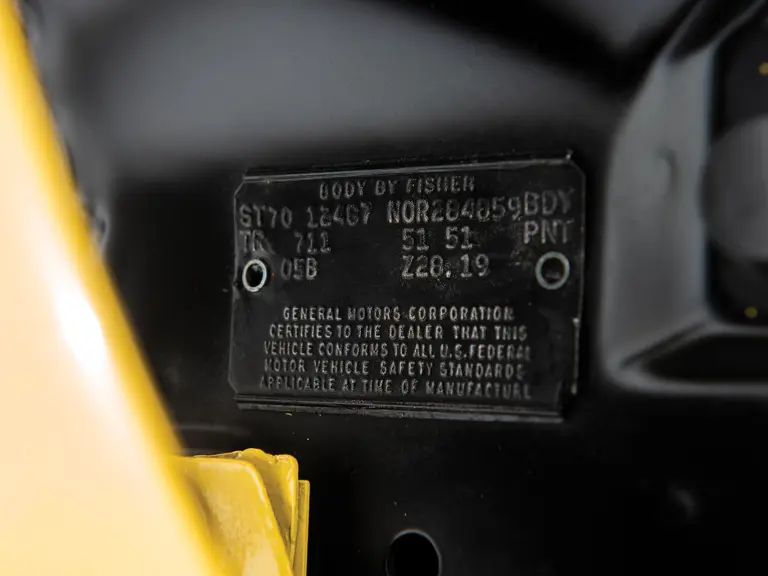 BODY BY FISHER
ST70 12487 NOR284859BDY
TR 711 51 51 PNT
05B Z28.19
GENERAL MOTORS CORPORATION
CERTIFIES TO THE DEALER THAT THIS
VEHICLE CONFORMS TO ALL U.S. FEDERAL
MOTOR VEHICLE SAFETY STANDARDS
APPLICABLE AT TIME OF MANUFACTURE